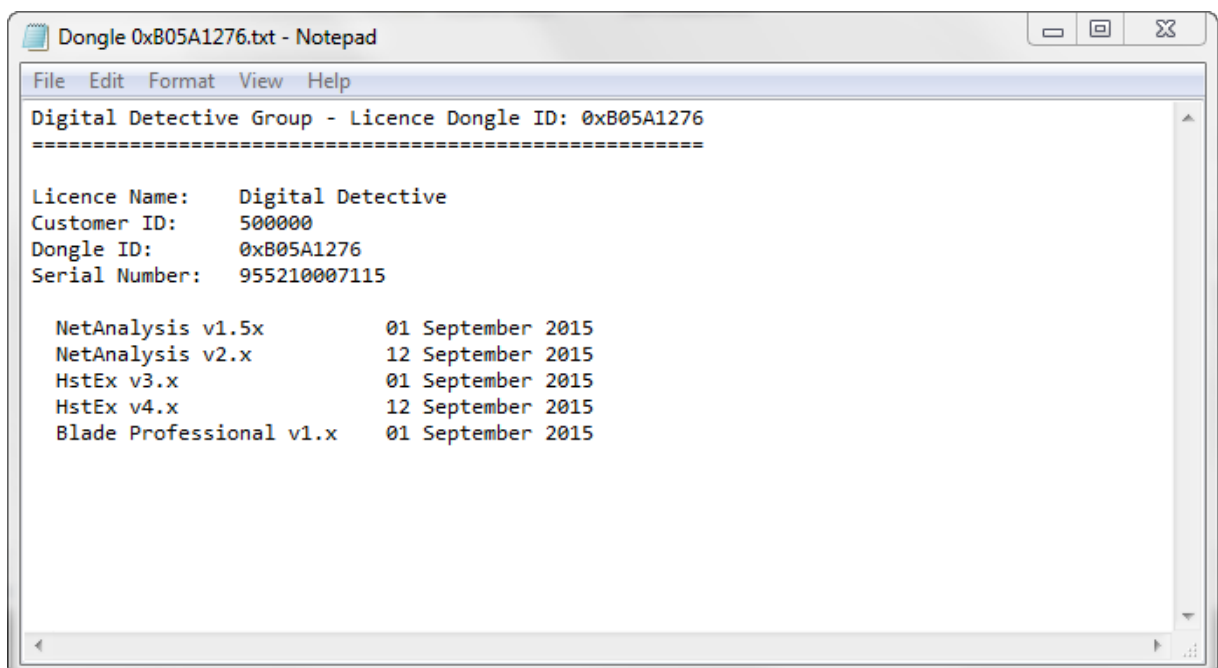 Dongle 0xB05A1276.txt - Notepad
File Edit Format View Help
Digital Detective Group - Licence Dongle ID: 0xB05A1276
=======================================================
Licence Name: Digital Detective
Customer ID: 500000
Dongle ID: 0xB05A1276
Serial Number: 955210007115
NetAnalysis v1.5x 01 September 2015
NetAnalysis v2.x 12 September 2015
HstEx v3.x 01 September 2015
HstEx v4.x 12 September 2015
Blade Professional v1.x 01 September 2015